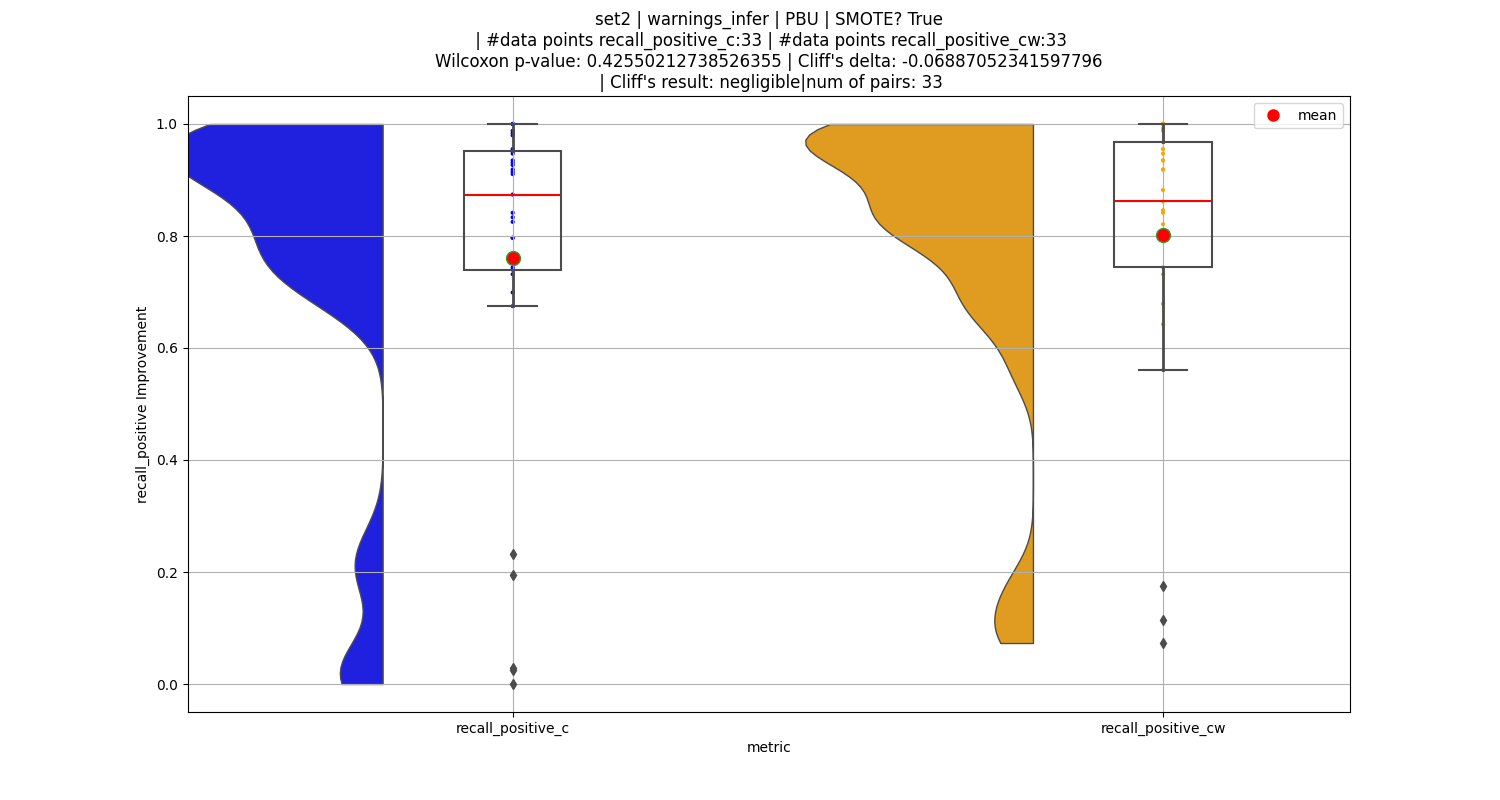 set2 | warnings_infer | PBU | SMOTE? True
| #data points recall_positive_c:33 | #data points recall_positive_cw:33
Wilcoxon p-value: 0.42550212738526355 | Cliff's delta: -0.06887052341597796
| Cliff's result: negligible|num of pairs: 33
mean
1.0
0.8
0.6
0.4
0.2
0.0
recall_positive Improvement
recall_positive_c
recall_positive_cw
metric